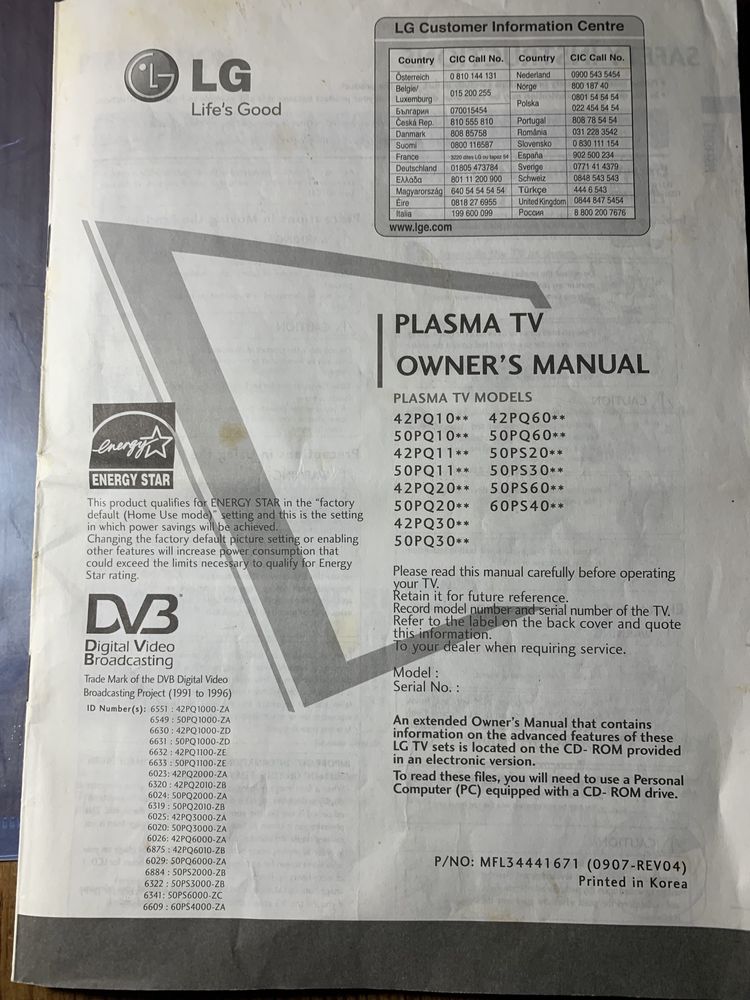 LG
Life's Good
LG Customer Information Centre
Country CIC Call No. Country CIC Call No.
Österreich 0 810 144 131 Nederland 0900 543 5454
Belgie/ Luxemburg 015 200 255 Norge 800 187 40
България 070015454 Polska 0801 54 54 54 022 454 54 54
Česká Rep. 810 555 810 Portugal 808 78 54 54
Danmark 808 85758 România 031 228 3542
Suomi 0800 116587 Slovensko 0 830 111 154
France 3220 dites LG ou tapez 54 España 902 500 234
Deutschland 01805 473784 Sverige 0771 41 4379
Ελλάδα 801 11 200 900 Schweiz 0848 543 543
Magyarország 640 54 54 54 54 Türkçe 444 6 543
Éire 0818 27 6955 United Kingdom 0844 847 5454
Italia 199 600 099 Россия 8 800 200 7676
www.lge.com
PLASMA TV
OWNER'S MANUAL
PLASMA TV MODELS
42PQ10** 42PQ60**
50PQ10** 50PQ60**
42PQ11** 50PS20**
50PQ11** 50PS30**
42PQ20** 50PS60**
50PQ20** 60PS40**
42PQ30**
50PQ30**
Please read this manual carefully before operating
your TV.
Retain it for future reference.
Record model number and serial number of the TV.
Refer to the label on the back cover and quote
this information.
To your dealer when requiring service.
Model :
Serial No. :
An extended Owner's Manual that contains
information on the advanced features of these
LG TV sets is located on the CD- ROM provided
in an electronic version.
To read these files, you will need to use a Personal
Computer (PC) equipped with a CD- ROM drive.
P/NO: MFL34441671 (0907-REV04)
Printed in Korea
energy
ENERGY STAR
This product qualifies for ENERGY STAR in the "factory
default (Home Use mode)" setting and this is the setting
in which power savings will be achieved.
Changing the factory default picture setting or enabling
other features will increase power consumption that
could exceed the limits necessary to qualify for Energy
Star rating.
DVB
Digital Video
Broadcasting
Trade Mark of the DVB Digital Video
Broadcasting Project (1991 to 1996)
ID Number(s): 6551 : 42PQ1000-ZA
6549 : 50PQ1000-ZA
6630 : 42PQ1000-ZD
6631 : 50PQ1000-ZD
6632 : 42PQ1100-ZE
6633 : 50PQ1100-ZE
6023: 42PQ2000-ZA
6320 : 42PQ2010-ZB
6024: 50PQ2000-ZA
6319 : 50PQ2010-ZB
6025: 42PQ3000-ZA
6020: 50PQ3000-ZA
6026: 42PQ6000-ZA
6875 : 42PQ6010-ZB
6029: 50PQ6000-ZA
6884 : 50PS2000-ZB
6322 : 50PS3000-ZB
6341: 50PS6000-ZC
6609 : 60PS4000-ZA